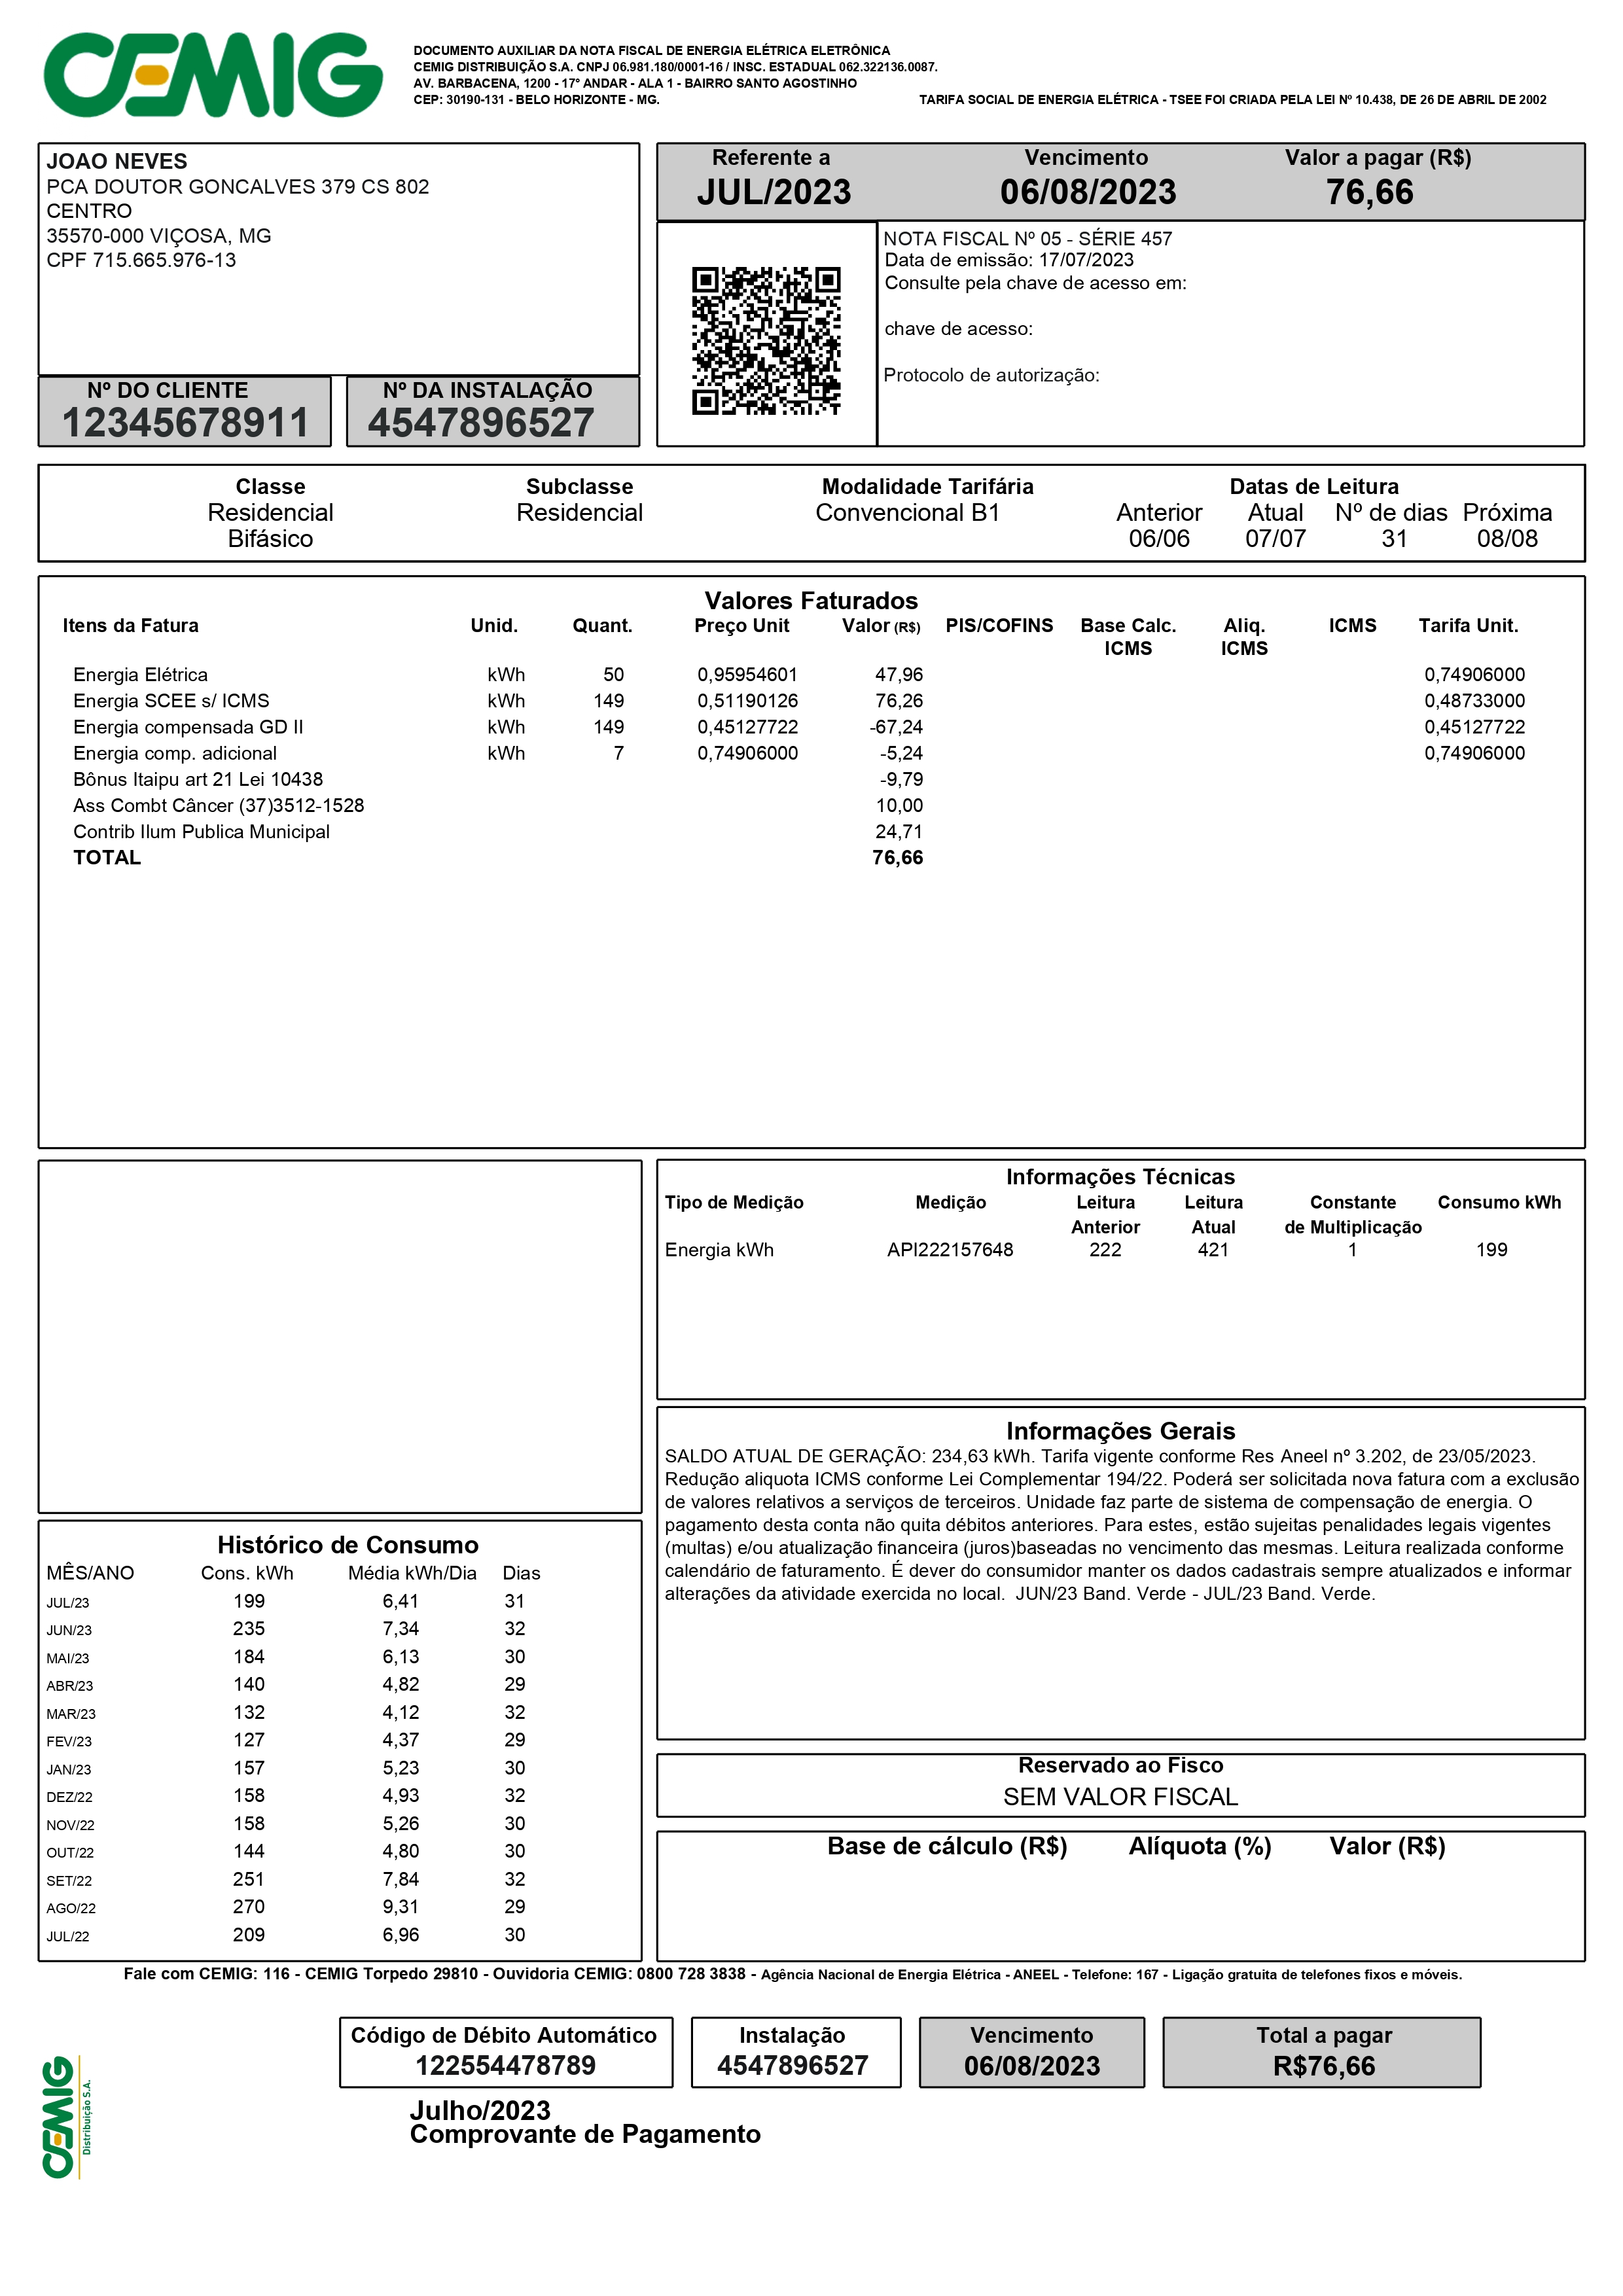 CEMIG
DOCUMENTO AUXILIAR DA NOTA FISCAL DE ENERGIA ELÉTRICA ELETRÔNICA
CEMIG DISTRIBUIÇÃO S.A. CNPJ 06.981.180/0001-16 / INSC. ESTADUAL 062.322136.0087.
AV. BARBACENA, 1200 - 17° ANDAR - ALA 1 - BAIRRO SANTO AGOSTINHO
CEP: 30190-131 - BELO HORIZONTE - MG. TARIFA SOCIAL DE ENERGIA ELÉTRICA - TSEE FOI CRIADA PELA LEI Nº 10.438, DE 26 DE ABRIL DE 2002
JOAO NEVES
PCA DOUTOR GONCALVES 379 CS 802
CENTRO
35570-000 VIÇOSA, MG
CPF 715.665.976-13
Nº DO CLIENTE
12345678911
Nº DA INSTALAÇÃO
4547896527
Referente a Vencimento Valor a pagar (R$)
JUL/2023 06/08/2023 76,66
NOTA FISCAL Nº 05 - SÉRIE 457
Data de emissão: 17/07/2023
Consulte pela chave de acesso em:
chave de acesso:
Protocolo de autorização:
Classe Subclasse Modalidade Tarifária Datas de Leitura
Residencial Residencial Convencional B1 Anterior Atual Nº de dias Próxima
Bifásico 06/06 07/07 31 08/08
Valores Faturados
Itens da Fatura Unid. Quant. Preço Unit Valor (R$) PIS/COFINS Base Calc. Aliq. ICMS Tarifa Unit.
ICMS ICMS
Energia Elétrica kWh 50 0,95954601 47,96 0,74906000
Energia SCEE s/ ICMS kWh 149 0,51190126 76,26 0,48733000
Energia compensada GD II kWh 149 0,45127722 -67,24 0,45127722
Energia comp. adicional kWh 7 0,74906000 -5,24 0,74906000
Bônus Itaipu art 21 Lei 10438 -9,79
Ass Combt Câncer (37)3512-1528 10,00
Contrib Ilum Publica Municipal 24,71
TOTAL 76,66
Informações Técnicas
Tipo de Medição Medição Leitura Leitura Constante Consumo kWh
Anterior Atual de Multiplicação
Energia kWh API222157648 222 421 1 199
Informações Gerais
SALDO ATUAL DE GERAÇÃO: 234,63 kWh. Tarifa vigente conforme Res Aneel nº 3.202, de 23/05/2023.
Redução aliquota ICMS conforme Lei Complementar 194/22. Poderá ser solicitada nova fatura com a exclusão
de valores relativos a serviços de terceiros. Unidade faz parte de sistema de compensação de energia. O
pagamento desta conta não quita débitos anteriores. Para estes, estão sujeitas penalidades legais vigentes
(multas) e/ou atualização financeira (juros)baseadas no vencimento das mesmas. Leitura realizada conforme
calendário de faturamento. É dever do consumidor manter os dados cadastrais sempre atualizados e informar
alterações da atividade exercida no local. JUN/23 Band. Verde - JUL/23 Band. Verde.
Histórico de Consumo
MÊS/ANO Cons. kWh Média kWh/Dia Dias
JUL/23 199 6,41 31
JUN/23 235 7,34 32
MAI/23 184 6,13 30
ABR/23 140 4,82 29
MAR/23 132 4,12 32
FEV/23 127 4,37 29
JAN/23 157 5,23 30
DEZ/22 158 4,93 32
NOV/22 158 5,26 30
OUT/22 144 4,80 30
SET/22 251 7,84 32
AGO/22 270 9,31 29
JUL/22 209 6,96 30
Reservado ao Fisco
SEM VALOR FISCAL
Base de cálculo (R$) Alíquota (%) Valor (R$)
Fale com CEMIG: 116 - CEMIG Torpedo 29810 - Ouvidoria CEMIG: 0800 728 3838 - Agência Nacional de Energia Elétrica - ANEEL - Telefone: 167 - Ligação gratuita de telefones fixos e móveis.
Código de Débito Automático Instalação Vencimento Total a pagar
122554478789 4547896527 06/08/2023 R$76,66
Julho/2023
Comprovante de Pagamento
CEMIG
Distribuição S.A.